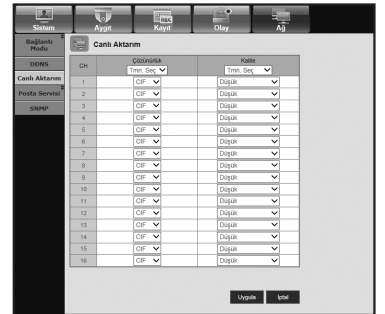 Sistem Aygıt Kayıt Olay Ağ
Bağlantı Modu
DDNS
Canlı Aktarım
Posta Servisi
SNMP
Canlı Aktarım
CH Çözünürlük Kalite
Tmn. Seç Tmn. Seç
1 CIF Düşük
2 CIF Düşük
3 CIF Düşük
4 CIF Düşük
5 CIF Düşük
6 CIF Düşük
7 CIF Düşük
8 CIF Düşük
9 CIF Düşük
10 CIF Düşük
11 CIF Düşük
12 CIF Düşük
13 CIF Düşük
14 CIF Düşük
15 CIF Düşük
16 CIF Düşük
Uygula İptal